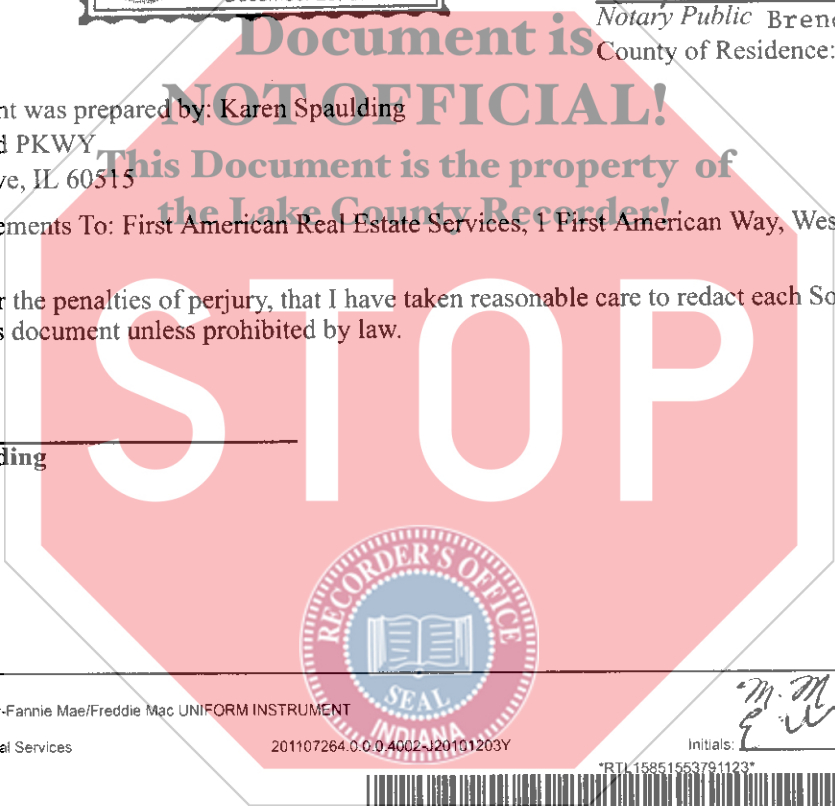 Notary Public Bren
Document is
County of Residence:
NOT OFFICIAL!
nt was prepared by: Karen Spaulding
d PKWY
This Document is the property of
ve, IL 60515
the Lake County Recorder!
ements To: First American Real Estate Services, 1 First American Way, Wes
r the penalties of perjury, that I have taken reasonable care to redact each So
s document unless prohibited by law.
STOP
ding
RECORDER'S OFFICE
SEAL
INDIANA
-Fannie Mae/Freddie Mac UNIFORM INSTRUMENT
al Services
201107264.0.0.0.4002-J20101203Y
Initials:
*RTL15851553791123*